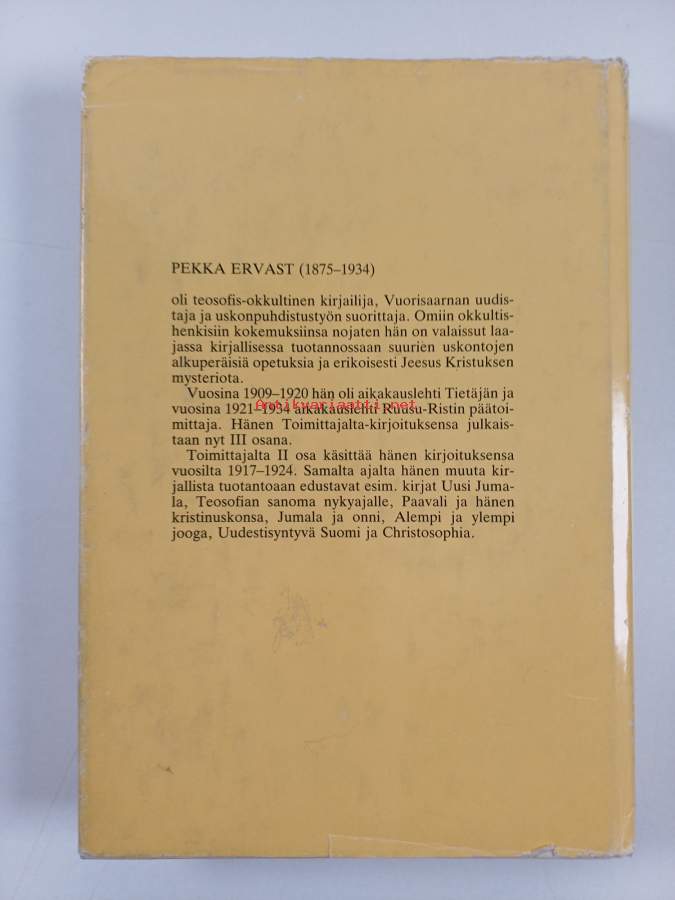 PEKKA ERVAST (1875–1934)
oli teosofis-okkultinen kirjailija, Vuorisaarnan uudis-
taja ja uskonpuhdistustyön suorittaja. Omiin okkultis-
henkisiin kokemuksiinsa nojaten hän on valaissut laa-
jassa kirjallisessa tuotannossaan suurien uskontojen
alkuperäisiä opetuksia ja erikoisesti Jeesus Kristuksen
mysteriota.
Vuosina 1909–1920 hän oli aikakauslehti Tietäjän ja
vuosina 1921–1934 aikakauslehti Ruusu-Ristin päätoi-
mittaja. Hänen Toimittajalta-kirjoituksensa julkais-
taan nyt III osana.
Toimittajalta II osa käsittää hänen kirjoituksensa
vuosilta 1917–1924. Samalta ajalta hänen muuta kir-
jallista tuotantoaan edustavat esim. kirjat Uusi Juma-
la, Teosofian sanoma nykyajalle, Paavali ja hänen
kristinuskonsa, Jumala ja onni, Alempi ja ylempi
jooga, Uudestisyntyvä Suomi ja Christosophia.
Antikvariaatti.net